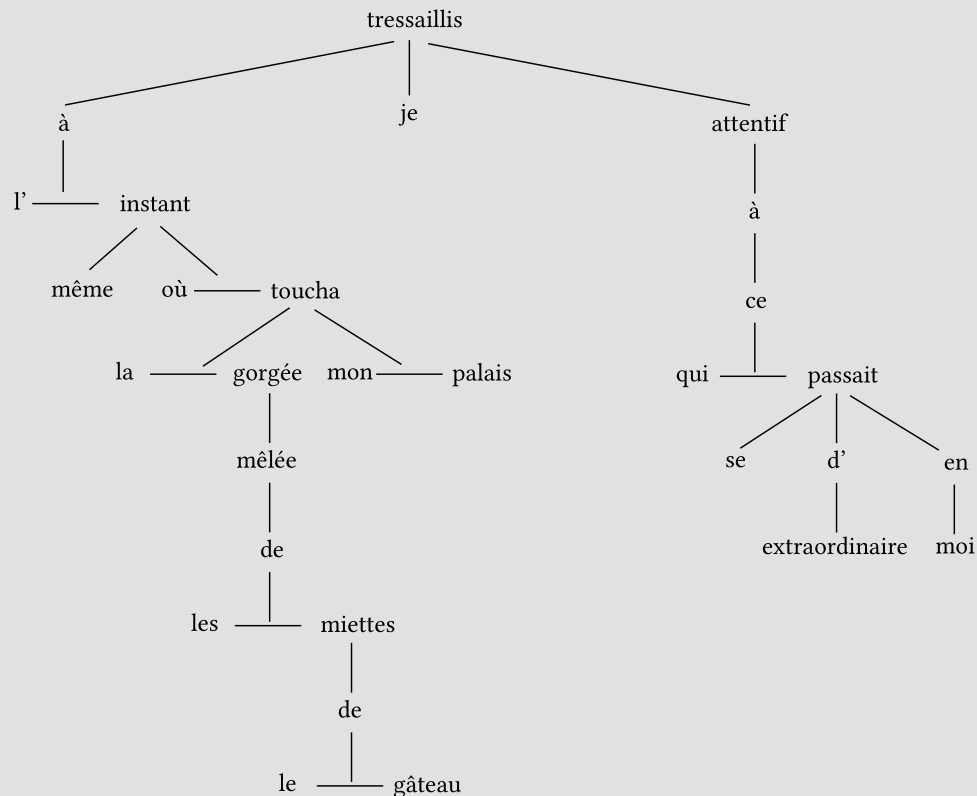 tressaillis
à je attentif
l’ instant à
même où toucha ce
la gorgée mon palais qui passait
mêlée se d’ en
de extraordinaire moi
les miettes
de
le gâteau